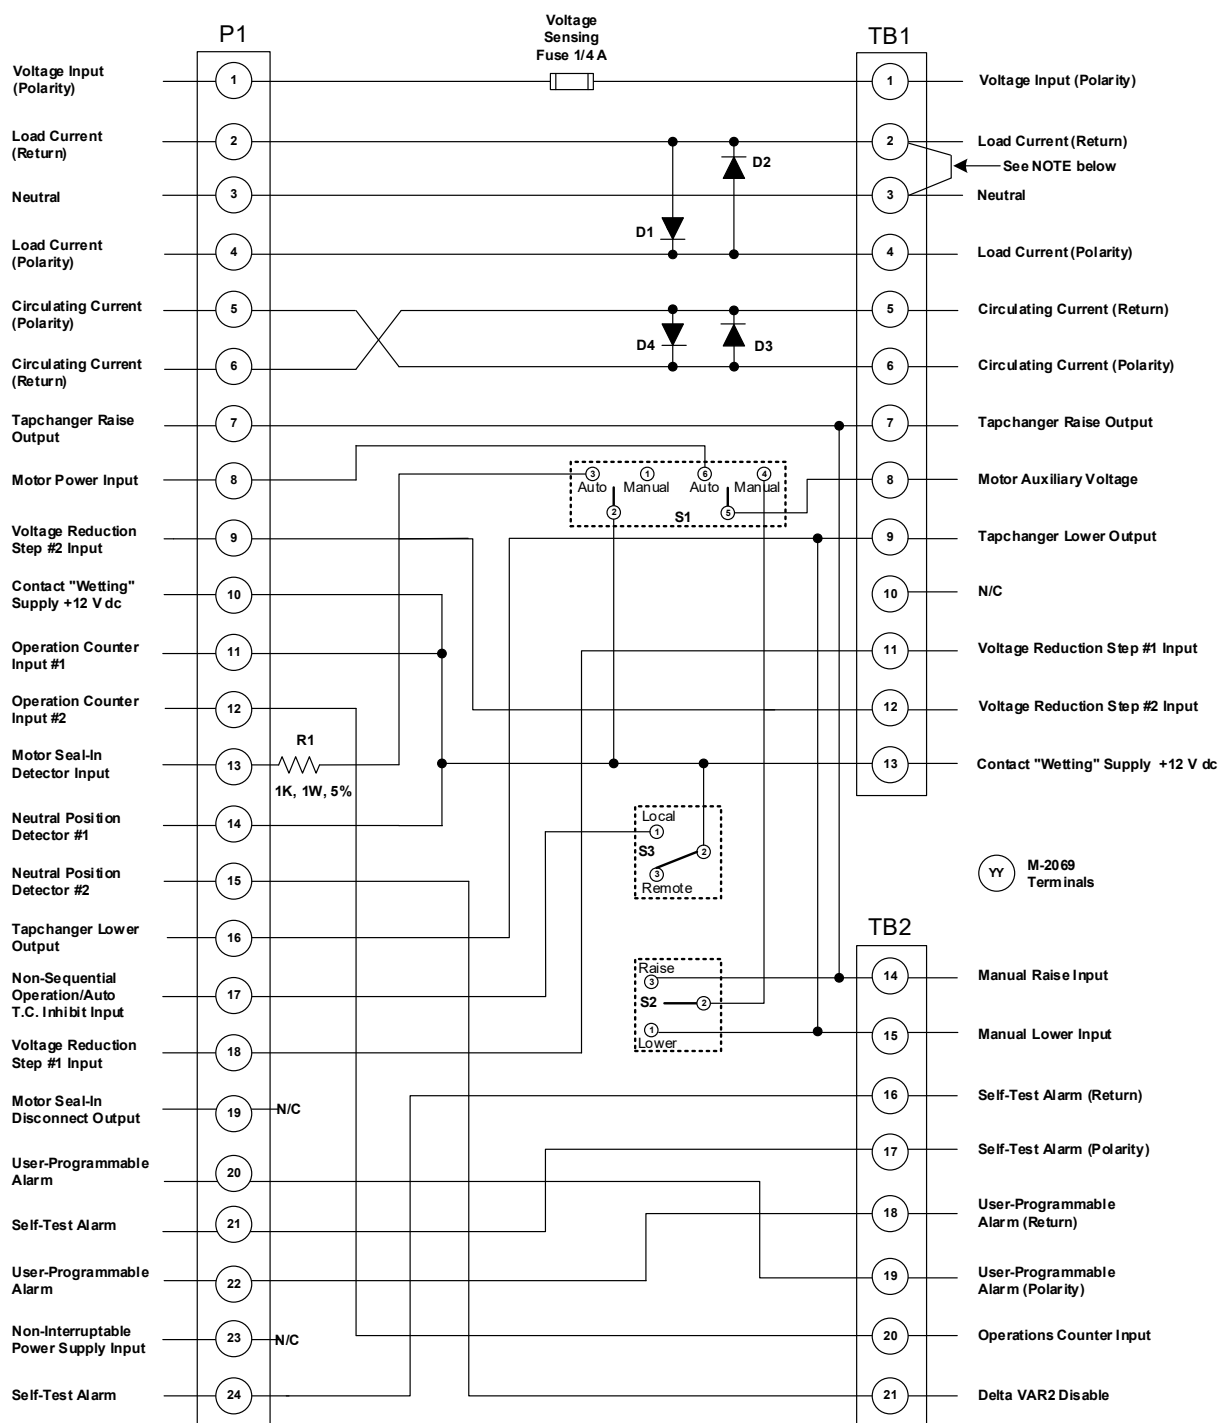 P1
Voltage
Sensing
Fuse 1/4 A
TB1
Voltage Input
(Polarity)
1
1
Voltage Input (Polarity)
Load Current
(Return)
2
2
Load Current (Return)
D2
See NOTE below
Neutral
3
3
Neutral
D1
Load Current
(Polarity)
4
4
Load Current (Polarity)
Circulating Current
(Polarity)
5
5
Circulating Current (Return)
D4
D3
Circulating Current
(Return)
6
6
Circulating Current (Polarity)
Tapchanger Raise
Output
7
7
Tapchanger Raise Output
Motor Power Input
8
3
1
6
4
Auto
Manual
Auto
Manual
2
5
S1
8
Motor Auxiliary Voltage
Voltage Reduction
Step #2 Input
9
9
Tapchanger Lower Output
Contact "Wetting"
Supply +12 V dc
10
10
N/C
Operation Counter
Input #1
11
11
Voltage Reduction Step #1 Input
Operation Counter
Input #2
12
12
Voltage Reduction Step #2 Input
Motor Seal-In
Detector Input
13
R1
1K, 1W, 5%
13
Contact "Wetting" Supply +12 V dc
Neutral Position
Detector #1
14
Local
1
S3
2
3
Remote
Neutral Position
Detector #2
15
YY
M-2069
Terminals
Tapchanger Lower
Output
16
TB2
Non-Sequential
Operation/Auto
T.C. Inhibit Input
17
Raise
3
S2
2
1
Lower
14
Manual Raise Input
Voltage Reduction
Step #1 Input
18
15
Manual Lower Input
Motor Seal-In
Disconnect Output
19
N/C
16
Self-Test Alarm (Return)
User-Programmable
Alarm
20
17
Self-Test Alarm (Polarity)
Self-Test Alarm
21
18
User-Programmable
Alarm (Return)
User-Programmable
Alarm
22
19
User-Programmable
Alarm (Polarity)
Non-Interruptable
Power Supply Input
23
N/C
20
Operations Counter Input
Self-Test Alarm
24
21
Delta VAR2 Disable